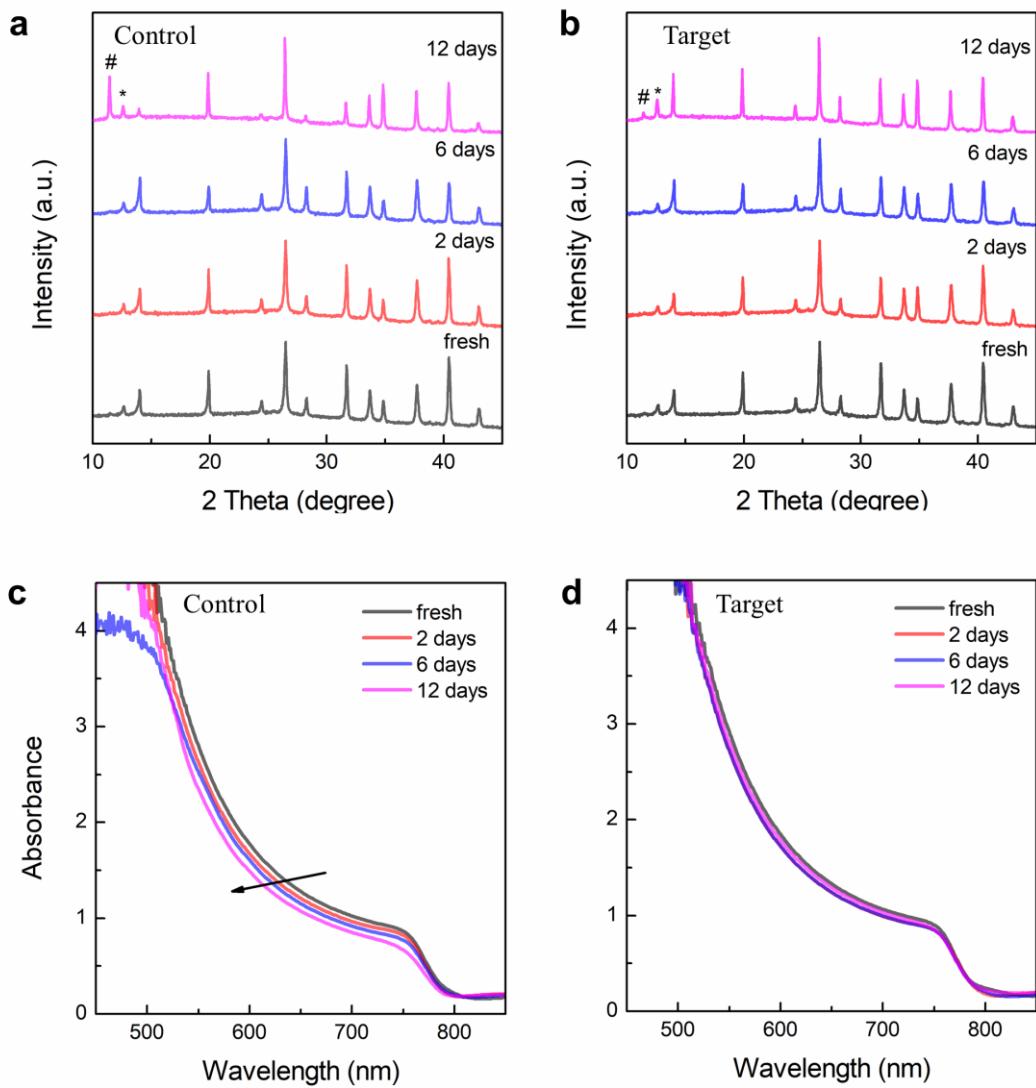 a
Control
12 days
#
*
6 days
2 days
fresh
Intensity (a.u.)
10
20
30
40
2 Theta (degree)
b
Target
12 days
#
*
6 days
2 days
fresh
Intensity (a.u.)
10
20
30
40
2 Theta (degree)
c
Control
fresh
2 days
6 days
12 days
4
3
2
1
0
Absorbance
500
600
700
800
Wavelength (nm)
d
Target
fresh
2 days
6 days
12 days
4
3
2
1
0
500
600
700
800
Wavelength (nm)